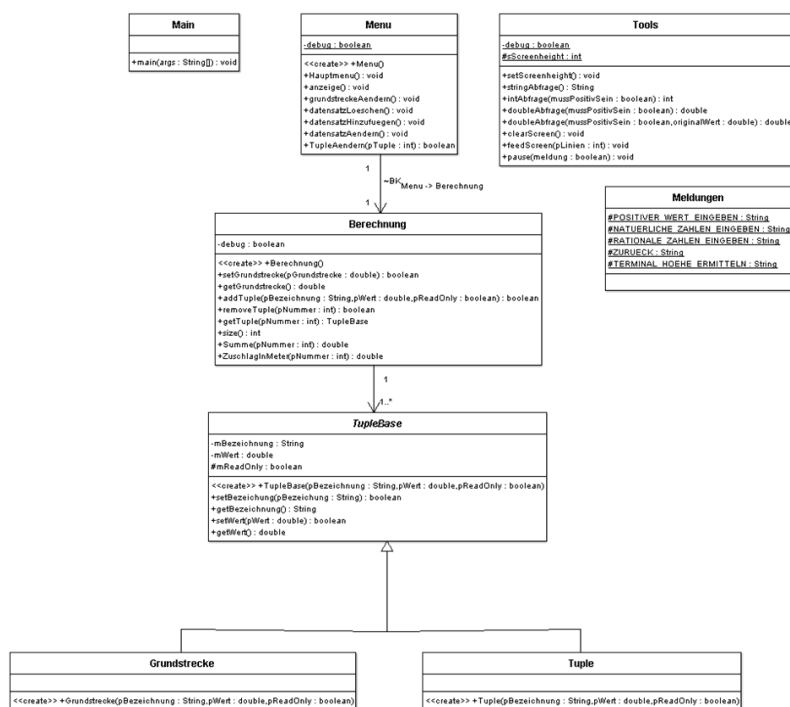 Main
+main(args : String[]) : void
Menu
-debug : boolean
<<create>> +Menu()
+Hauptmenu() : void
+anzeige() : void
+grundstreckeAendern() : void
+datensatzLoeschen() : void
+datensatzHinzufuegen() : void
+datensatzAendern() : void
+TupleAendern(pTuple : int) : boolean
Tools
-debug : boolean
#sScreenheight : int
+setScreenheight() : void
+stringAbfrage() : String
+intAbfrage(mussPositivSein : boolean) : int
+doubleAbfrage(mussPositivSein : boolean) : double
+doubleAbfrage(mussPositivSein : boolean,originalWert : double) : double
+clearScreen() : void
+feedScreen(pLinien : int) : void
+pause(meldung : boolean) : void
1
~BK
Menu -> Berechnung
1
Meldungen
#POSITIVER_WERT_EINGEBEN : String
#NATUERLICHE_ZAHLEN_EINGEBEN : String
#RATIONALE_ZAHLEN_EINGEBEN : String
#ZURUECK : String
#TERMINAL_HOEHE_ERMITTELN : String
Berechnung
-debug : boolean
<<create>> +Berechnung()
+setGrundstrecke(pGrundstrecke : double) : boolean
+getGrundstrecke() : double
+addTuple(pBezeichnung : String,pWert : double,pReadOnly : boolean) : boolean
+removeTuple(pNummer : int) : boolean
+getTuple(pNummer : int) : TupleBase
+size() : int
+Summe(pNummer : int) : double
+ZuschlagInMeter(pNummer : int) : double
1
1..*
TupleBase
-mBezeichnung : String
-mWert : double
#mReadOnly : boolean
<<create>> +TupleBase(pBezeichnung : String,pWert : double,pReadOnly : boolean)
+setBezeichung(pBezeichung : String) : boolean
+getBezeichnung() : String
+setWert(pWert : double) : boolean
+getWert() : double
Grundstrecke
<<create>> +Grundstrecke(pBezeichnung : String,pWert : double,pReadOnly : boolean)
Tuple
<<create>> +Tuple(pBezeichnung : String,pWert : double,pReadOnly : boolean)